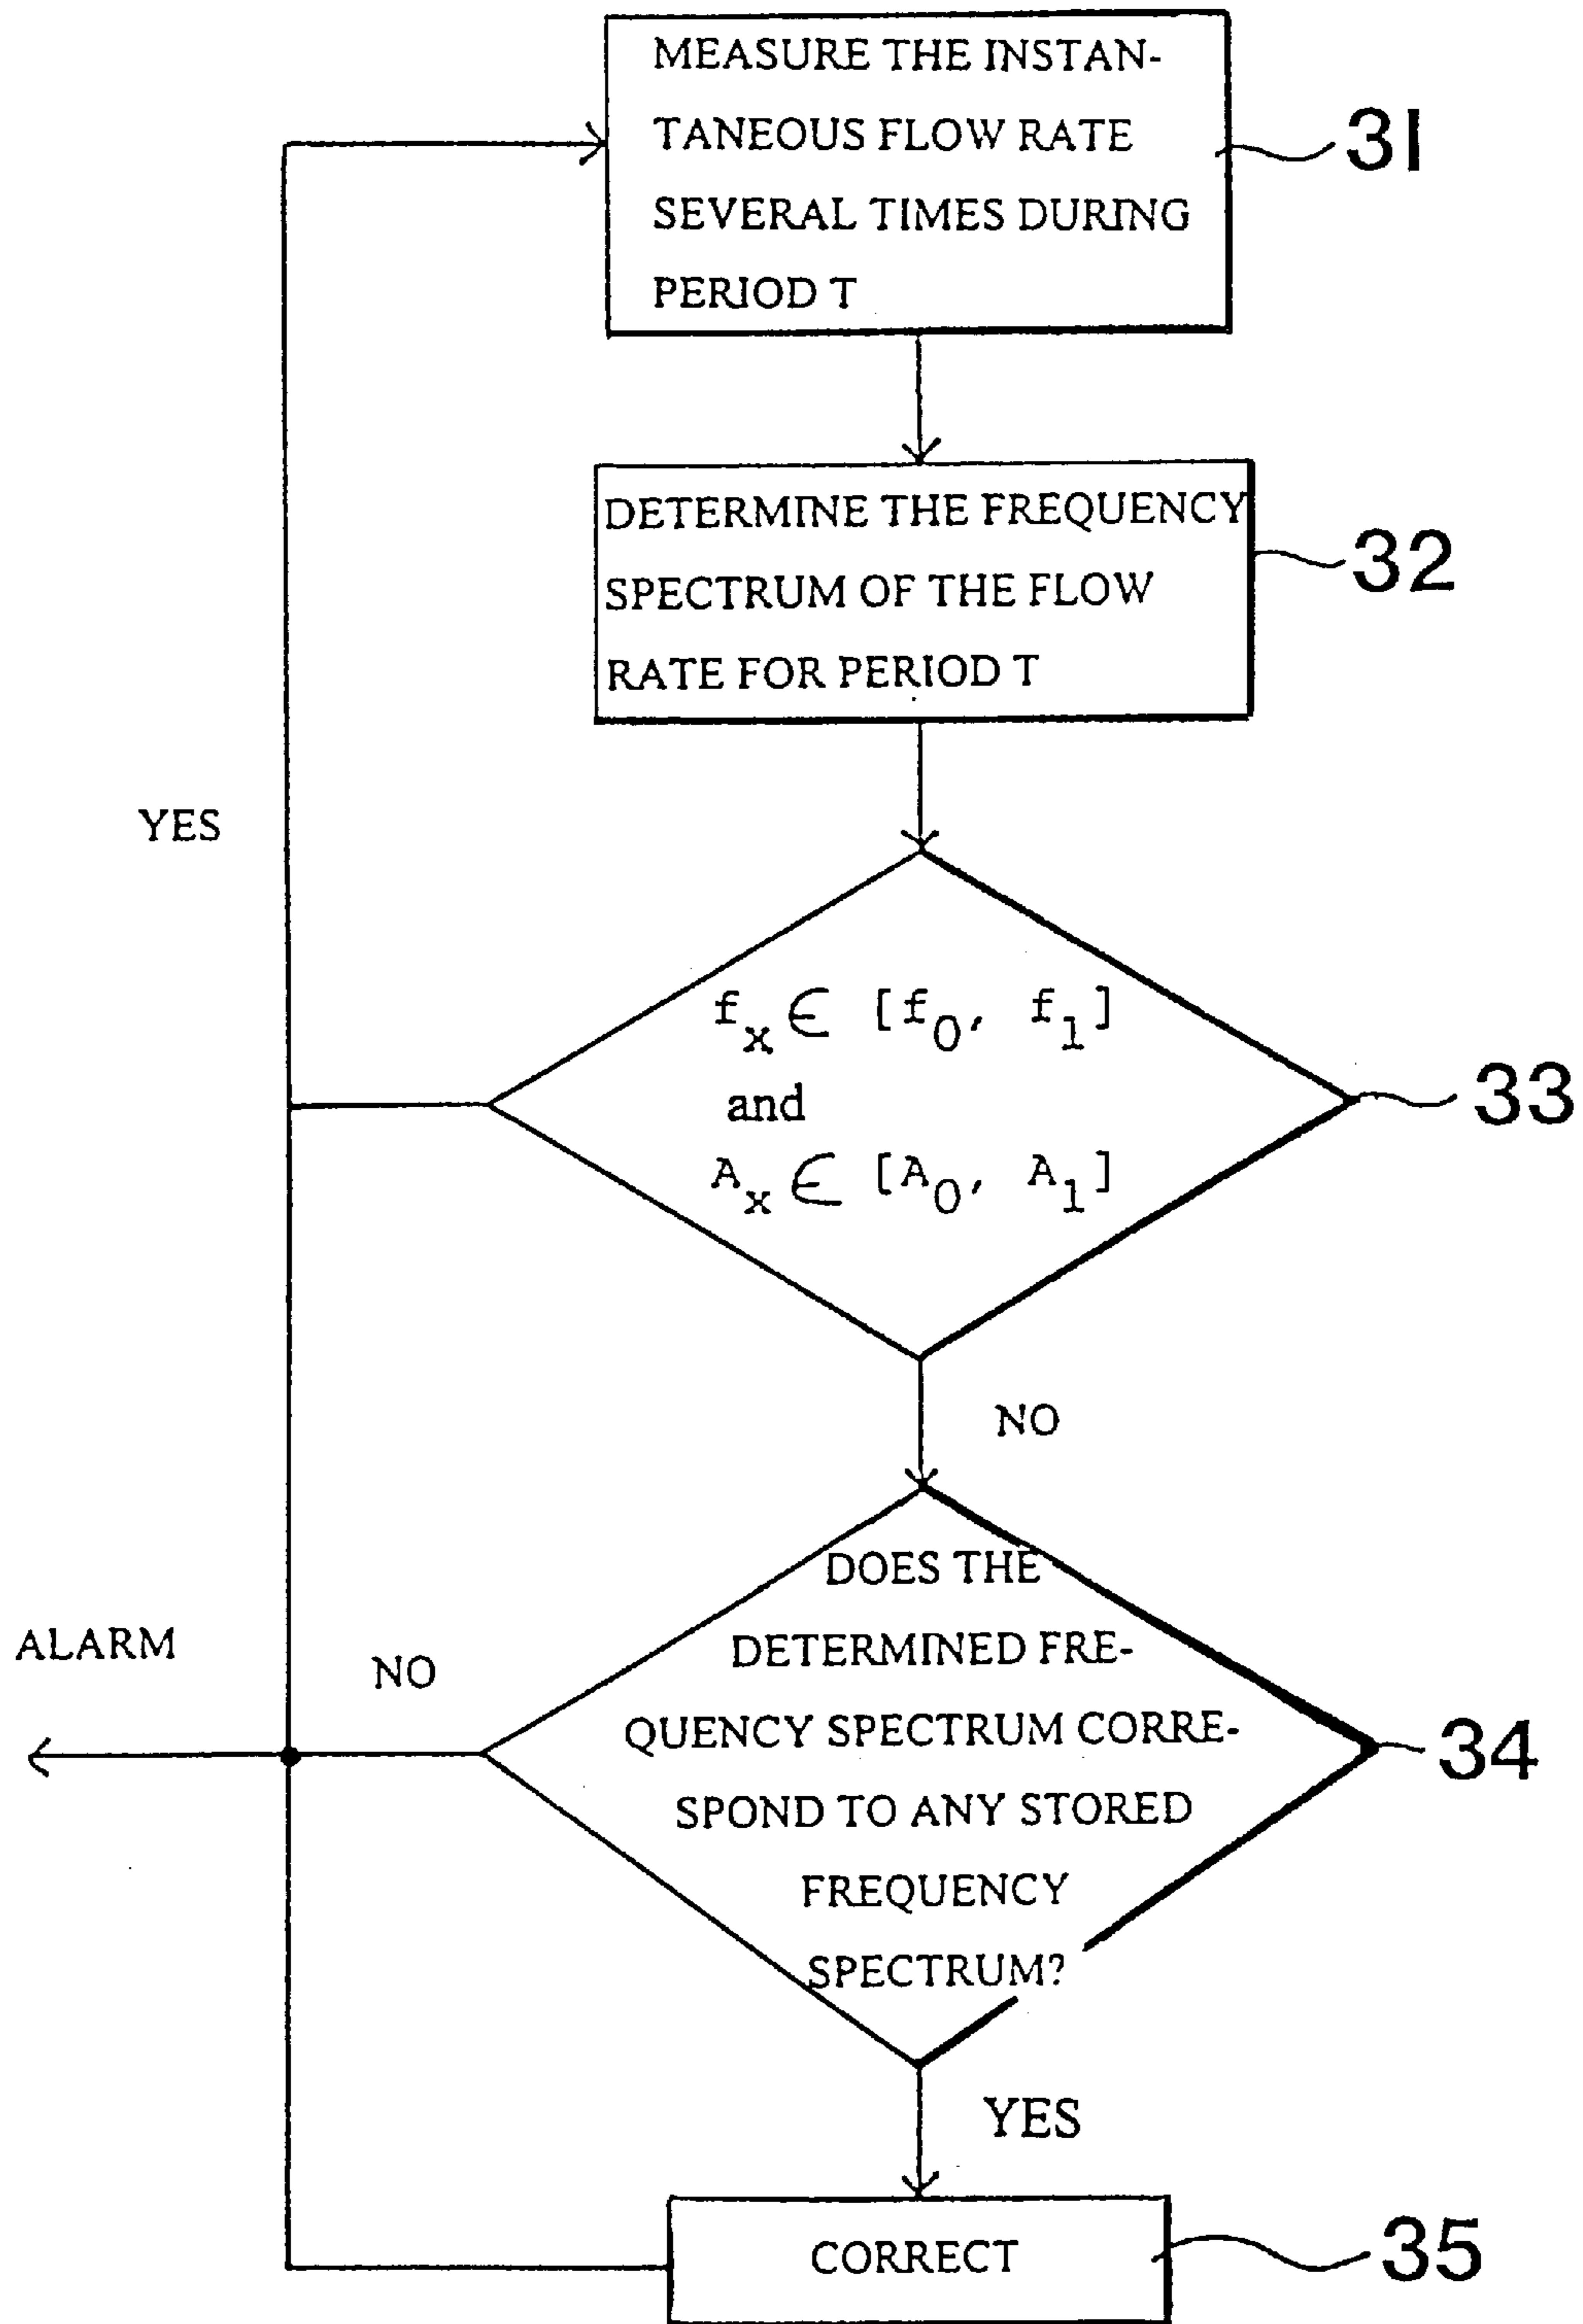 MEASURE THE INSTAN-
TANEOUS FLOW RATE
SEVERAL TIMES DURING
PERIOD T
31
DETERMINE THE FREQUENCY
SPECTRUM OF THE FLOW
RATE FOR PERIOD T
32
YES
fₓ ∈ [f₀, f₁]
and
Aₓ ∈ [A₀, A₁]
33
NO
DOES THE
DETERMINED FRE-
QUENCY SPECTRUM CORRE-
SPOND TO ANY STORED
FREQUENCY
SPECTRUM?
34
ALARM
NO
YES
CORRECT
35